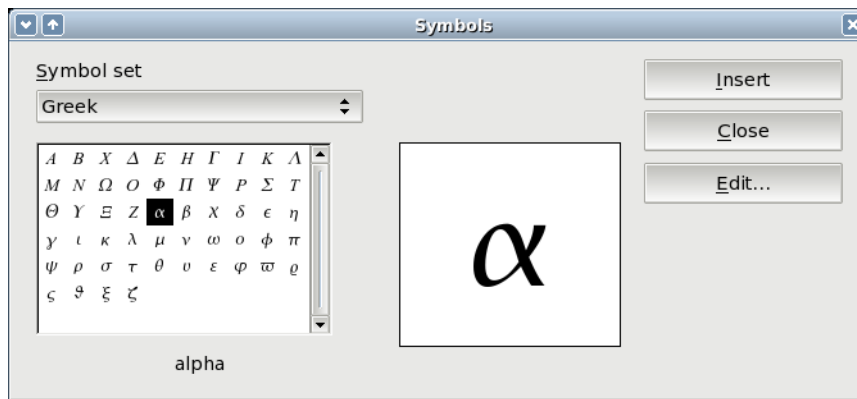 Symbols
Symbol set
Greek
Α Β Χ Δ Ε Η Γ Ι Κ Λ
Μ Ν Ω Ο Φ Π Ψ Ρ Σ Τ
Θ Υ Ξ Ζ α β χ δ ϵ η
γ ι κ λ μ ν ω ο ϕ π
ψ ρ σ τ θ υ ε φ ϖ ϱ
ς ϑ ξ ζ
alpha
α
Insert
Close
Edit...